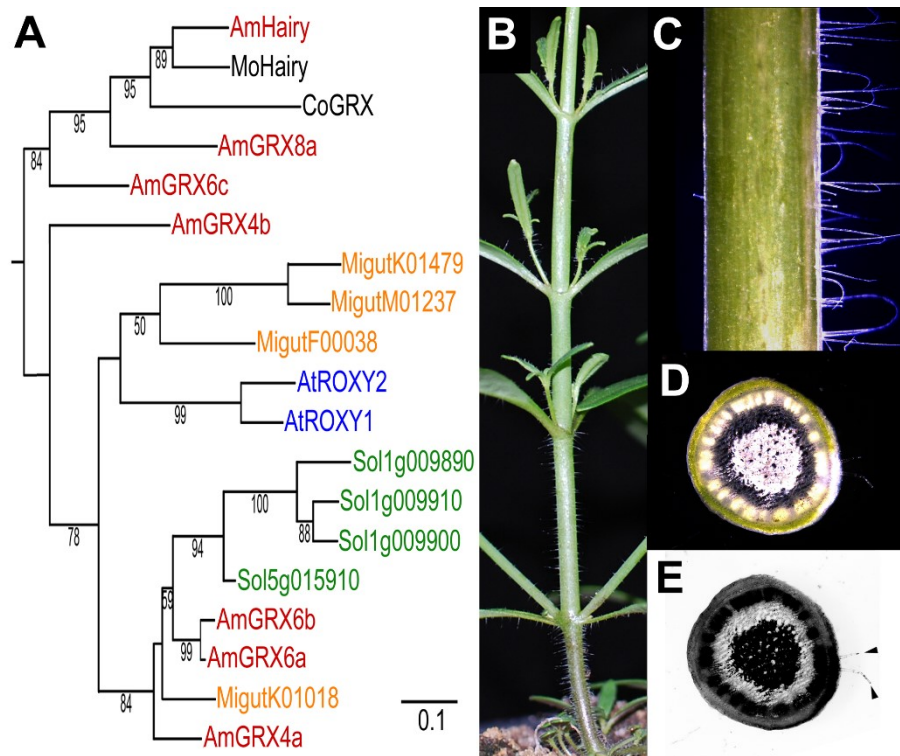 A
AmHairy
89
MoHairy
95
CoGRX
95
AmGRX8a
84
AmGRX6c
AmGRX4b
MigutK01479
100
MigutM01237
50
MigutF00038
AtROXY2
99
AtROXY1
Sol1g009890
100
Sol1g009910
78
88
Sol1g009900
94
Sol5g015910
59
AmGRX6b
99
AmGRX6a
84
MigutK01018
AmGRX4a
0.1
B
C
D
E